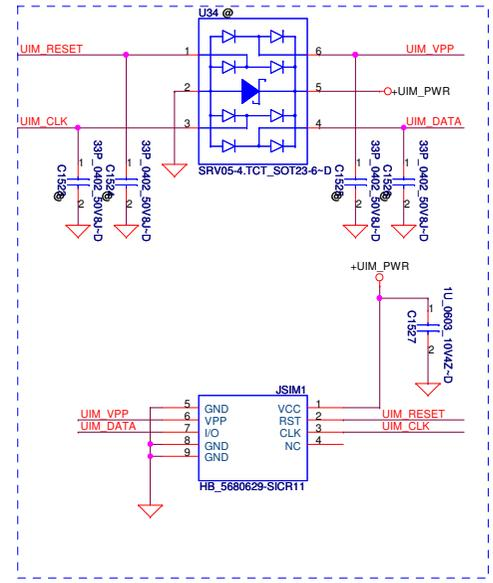 U34 @
UIM_RESET
1
6
UIM_VPP
2
5
+UIM_PWR
UIM_CLK
3
4
UIM_DATA
SRV05-4.TCT_SOT23-6~D
1
2
@
33P_0402_50V8J~D
1
2
33P_0402_50V8J~D
1
2
@
33P_0402_50V8J~D
1
2
@
33P_0402_50V8J~D
+UIM_PWR
1
2
C1527
1U_0603_10V4Z~D
JSIM1
5 GND VCC 1
UIM_VPP 6 VPP RST 2 UIM_RESET
UIM_DATA 7 I/O CLK 3 UIM_CLK
8 GND NC 4
9 GND
HB_5680629-SICR11